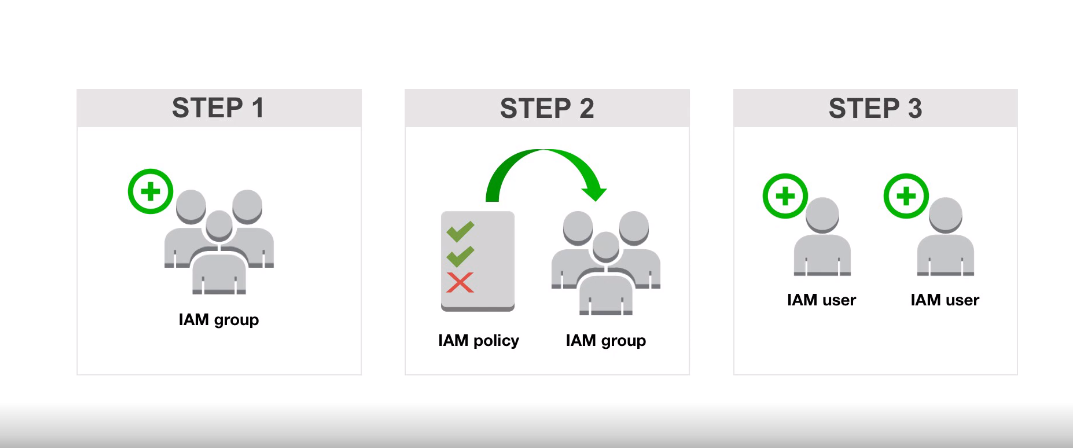 STEP 1
IAM group
STEP 2
IAM policy
IAM group
STEP 3
IAM user
IAM user